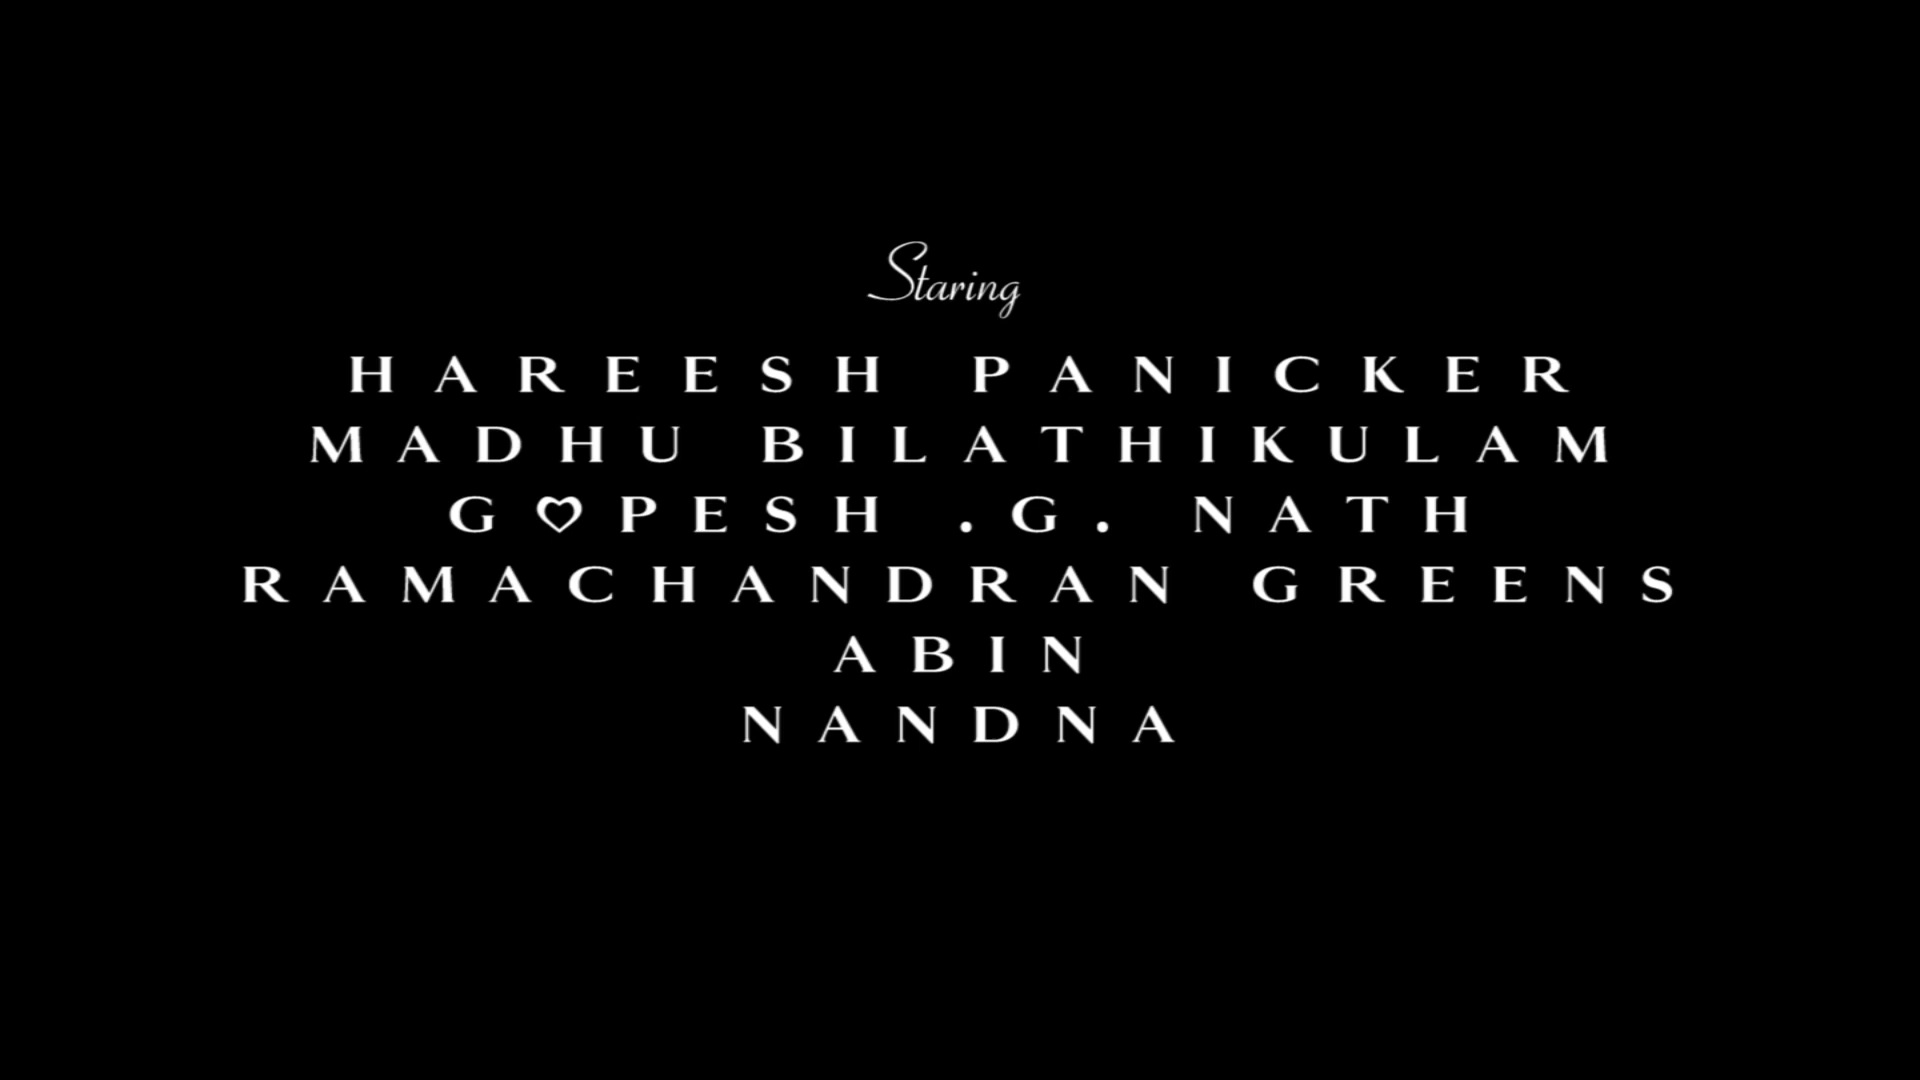 Staring
HAREESH PANICKER
MADHU BILATHIKULAM
G♡PESH .G. NATH
RAMACHANDRAN GREENS
ABIN
NANDNA